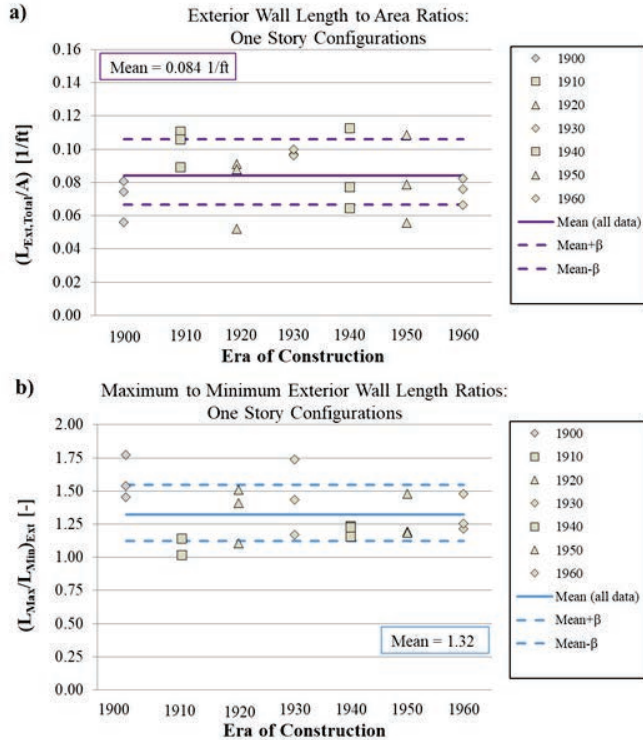 a)
Exterior Wall Length to Area Ratios:
One Story Configurations
Mean = 0.084 1/ft
(L_Ext,Total/A) [1/ft]
0.16
0.14
0.12
0.10
0.08
0.06
0.04
0.02
0.00
1900 1910 1920 1930 1940 1950 1960
Era of Construction
1900
1910
1920
1930
1940
1950
1960
Mean (all data)
Mean+β
Mean-β
b)
Maximum to Minimum Exterior Wall Length Ratios:
One Story Configurations
(L_Max/L_Min)_Ext [-]
2.00
1.75
1.50
1.25
1.00
0.75
0.50
0.25
0.00
Mean = 1.32
1900 1910 1920 1930 1940 1950 1960
Era of Construction
1900
1910
1920
1930
1940
1950
1960
Mean (all data)
Mean+β
Mean-β